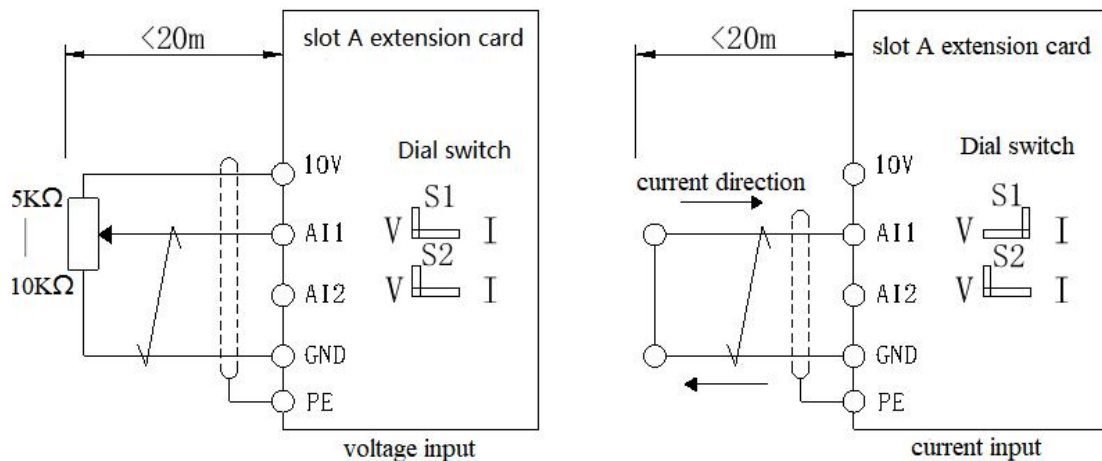 <20m
slot A extension card
10V
Dial switch
5KΩ
10KΩ
S1
AI1
V I
S2
AI2
V I
GND
PE
voltage input
<20m
slot A extension card
10V
Dial switch
current direction
S1
AI1
V I
S2
AI2
V I
GND
PE
current input